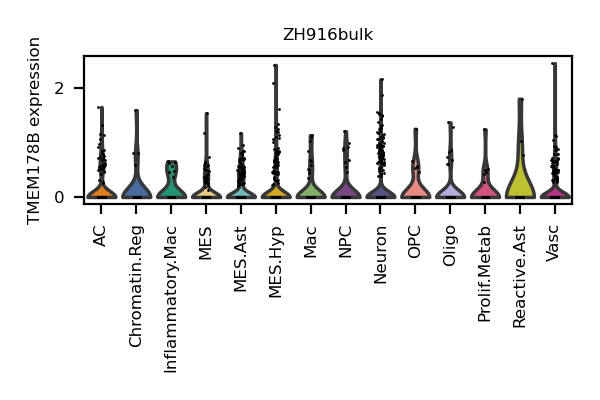 ZH916bulk
TMEM178B expression
2
0
AC
Chromatin.Reg
Inflammatory.Mac
MES
MES.Ast
MES.Hyp
Mac
NPC
Neuron
OPC
Oligo
Prolif.Metab
Reactive.Ast
Vasc